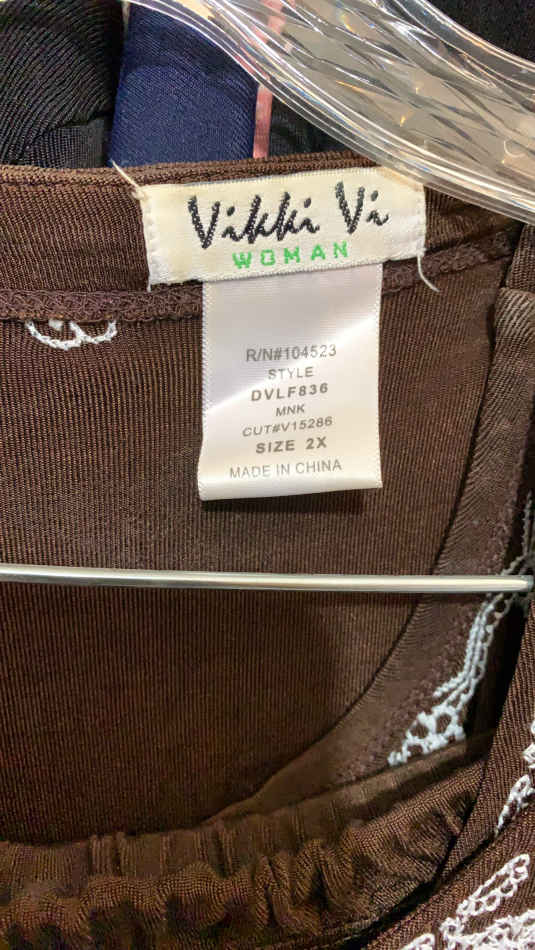 Vikki Vi
WOMAN
R/N#104523
STYLE
DVLF836
MNK
CUT#V15286
SIZE 2X
MADE IN CHINA